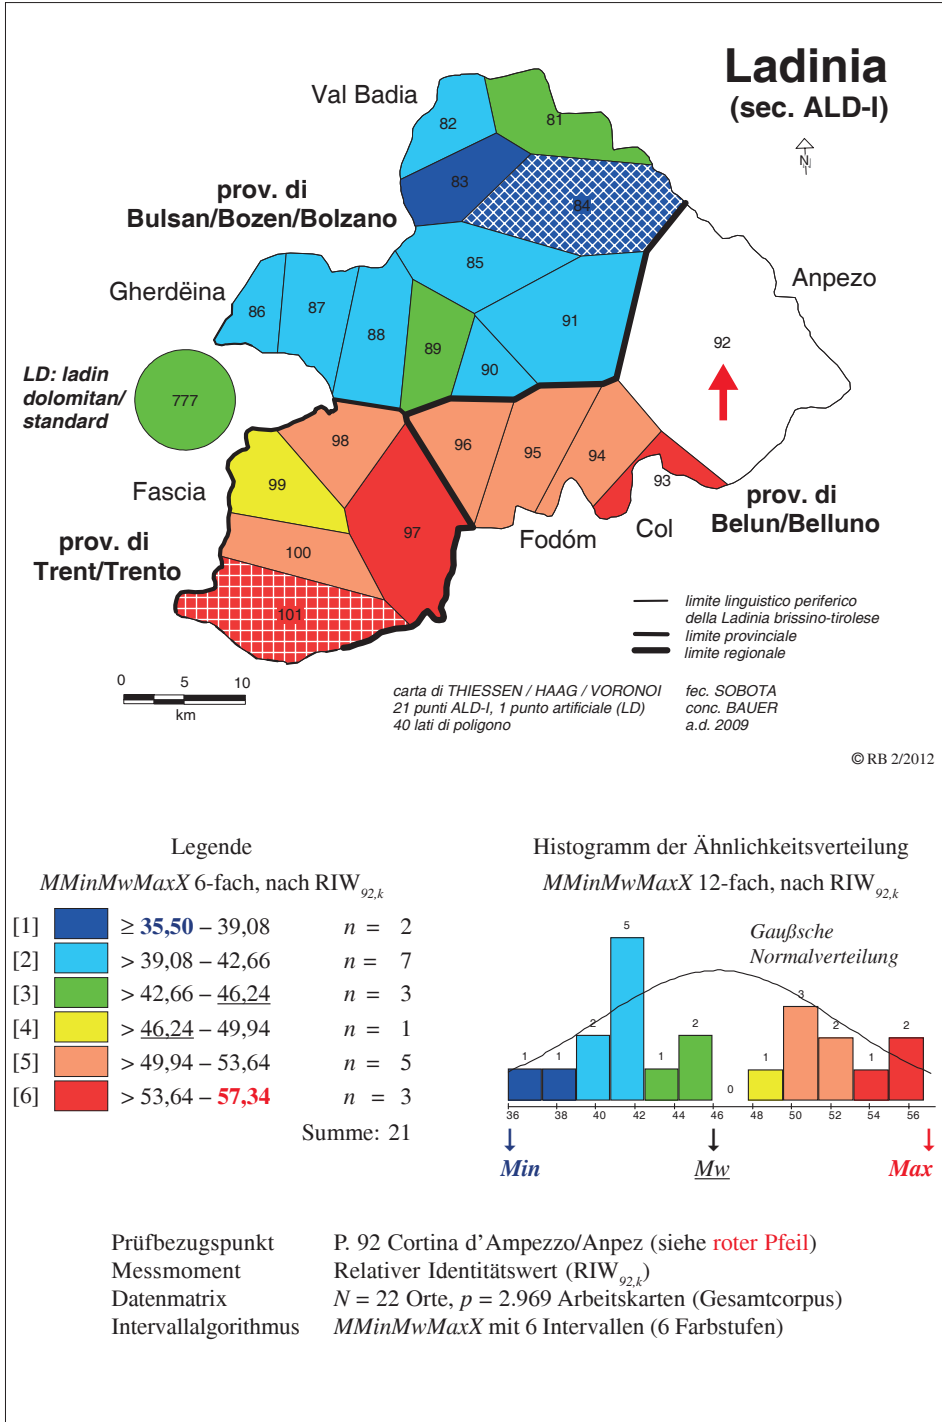 Ladinia
(sec. ALD-I)
N
Val Badia
prov. di
Bulsan/Bozen/Bolzano
Gherdëina
Anpezo
LD: ladin
dolomitan/
standard
777
Fascia
prov. di
Trent/Trento
Fodóm
Col
prov. di
Belun/Belluno
81
82
83
84
85
86
87
88
89
90
91
92
93
94
95
96
97
98
99
100
101
limite linguistico periferico
della Ladinia brissino-tirolese
limite provinciale
limite regionale
0 5 10
km
carta di THIESSEN / HAAG / VORONOI
21 punti ALD-I, 1 punto artificiale (LD)
40 lati di poligono
fec. SOBOTA
conc. BAUER
a.d. 2009
© RB 2/2012
Legende
MMinMwMaxX 6-fach, nach RIW92,k
[1] ≥ 35,50 – 39,08 n = 2
[2] > 39,08 – 42,66 n = 7
[3] > 42,66 – 46,24 n = 3
[4] > 46,24 – 49,94 n = 1
[5] > 49,94 – 53,64 n = 5
[6] > 53,64 – 57,34 n = 3
Summe: 21
Histogramm der Ähnlichkeitsverteilung
MMinMwMaxX 12-fach, nach RIW92,k
Gaußsche
Normalverteilung
1 1 2 5 1 2 0 1 3 2 1 2
36 38 40 42 44 46 48 50 52 54 56
Min Mw Max
Prüfbezugspunkt P. 92 Cortina d'Ampezzo/Anpez (siehe roter Pfeil)
Messmoment Relativer Identitätswert (RIW92,k)
Datenmatrix N = 22 Orte, p = 2.969 Arbeitskarten (Gesamtcorpus)
Intervallalgorithmus MMinMwMaxX mit 6 Intervallen (6 Farbstufen)